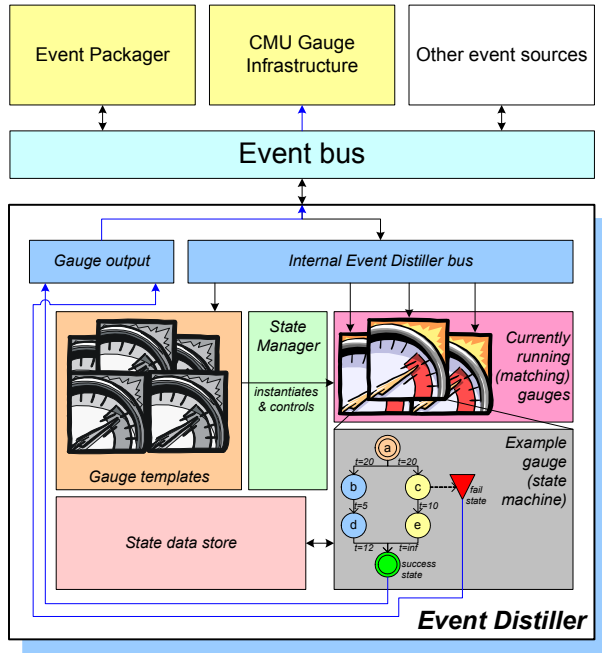 Event Packager
CMU Gauge
Infrastructure
Other event sources
Event bus
Gauge output
Internal Event Distiller bus
State
Manager
instantiates
& controls
Gauge templates
Currently
running
(matching)
gauges
Example
gauge
(state
machine)
a
t=20
t=20
b
c
fail
state
t=5
t=10
d
e
t=12
t=inf
success
state
State data store
Event Distiller